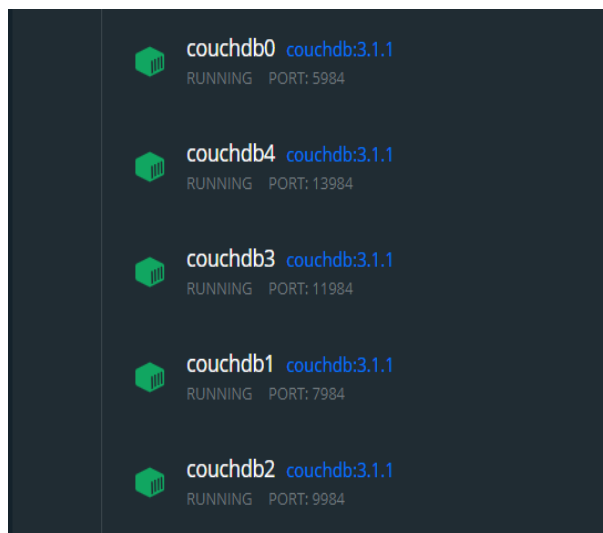 couchdb0 couchdb:3.1.1
RUNNING PORT: 5984
couchdb4 couchdb:3.1.1
RUNNING PORT: 13984
couchdb3 couchdb:3.1.1
RUNNING PORT: 11984
couchdb1 couchdb:3.1.1
RUNNING PORT: 7984
couchdb2 couchdb:3.1.1
RUNNING PORT: 9984